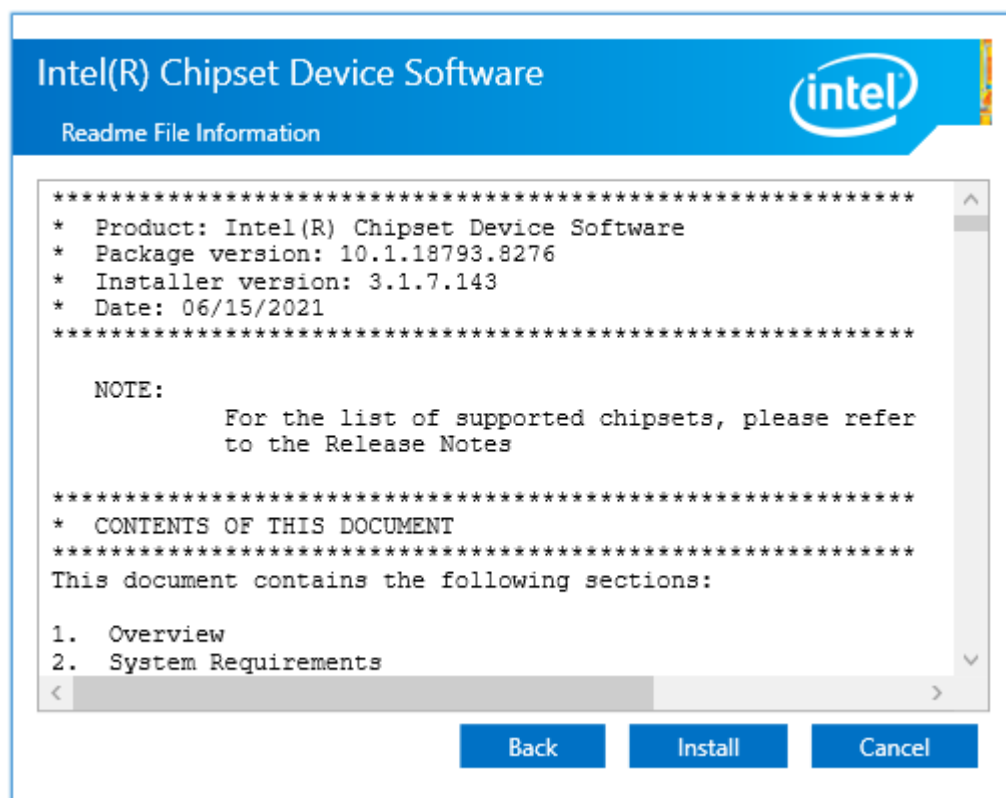 Intel(R) Chipset Device Software
intel
Readme File Information
****************************************************************
*  Product: Intel(R) Chipset Device Software
*  Package version: 10.1.18793.8276
*  Installer version: 3.1.7.143
*  Date: 06/15/2021
****************************************************************
NOTE:
For the list of supported chipsets, please refer
to the Release Notes
****************************************************************
*  CONTENTS OF THIS DOCUMENT
****************************************************************
This document contains the following sections:
1.  Overview
2.  System Requirements
Back
Install
Cancel